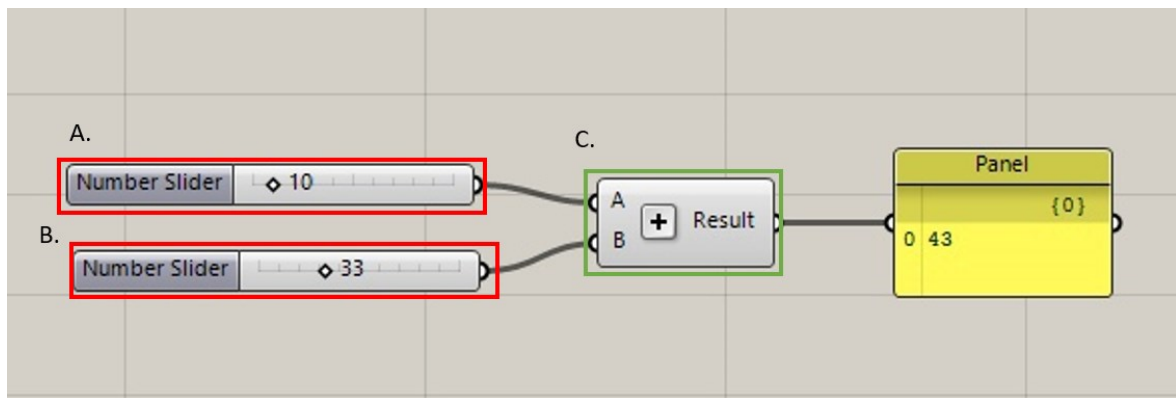 A.
Number Slider ◇ 10
B.
Number Slider ◇ 33
C.
A
B
+
Result
Panel
{0}
0 43